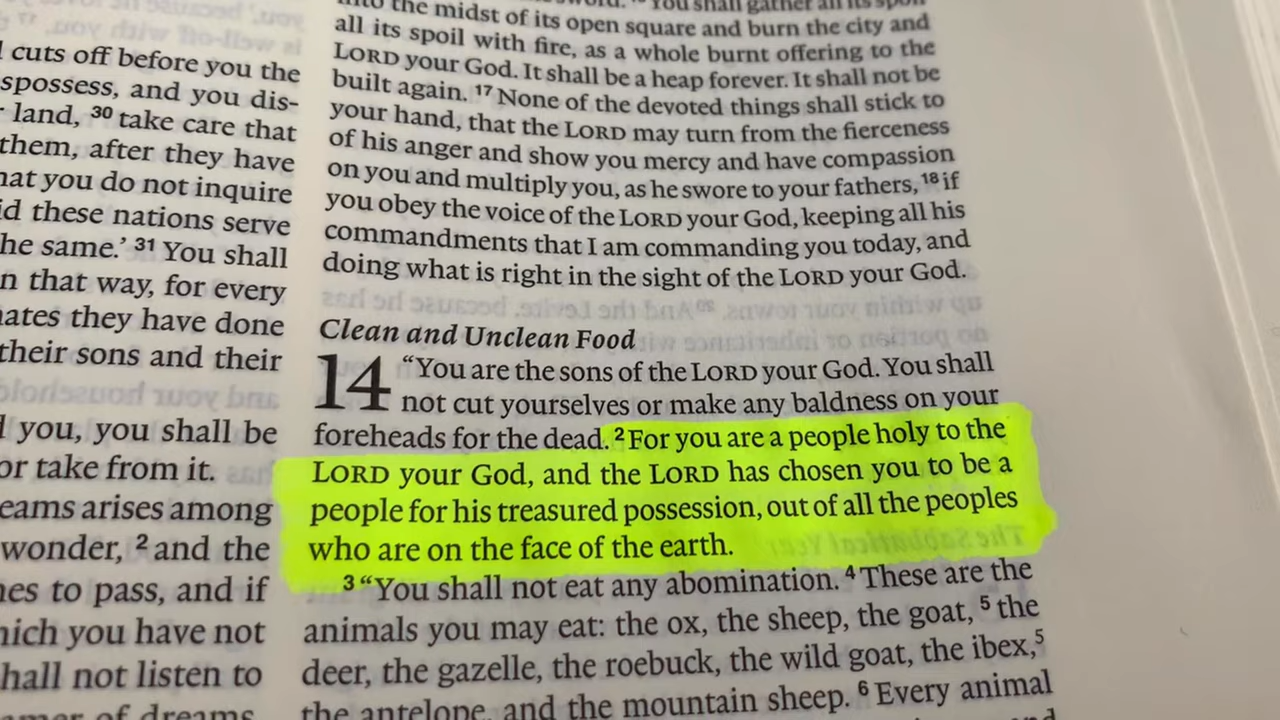 cuts off before you the
spossess, and you dis-
land, 30 take care that
them, after they have
hat you do not inquire
id these nations serve
he same.’ 31 You shall
n that way, for every
ates they have done
their sons and their
you, you shall be
or take from it.
eams arises among
wonder, 2 and the
es to pass, and if
hich you have not
hall not listen to
of dreams
into the midst of its open square and burn the city and
all its spoil with fire, as a whole burnt offering to the
LORD your God. It shall be a heap forever. It shall not be
built again. 17 None of the devoted things shall stick to
your hand, that the LORD may turn from the fierceness
of his anger and show you mercy and have compassion
on you and multiply you, as he swore to your fathers, 18 if
you obey the voice of the LORD your God, keeping all his
commandments that I am commanding you today, and
doing what is right in the sight of the LORD your God.
Clean and Unclean Food
14 “You are the sons of the LORD your God. You shall
not cut yourselves or make any baldness on your
foreheads for the dead. 2 For you are a people holy to the
LORD your God, and the LORD has chosen you to be a
people for his treasured possession, out of all the peoples
who are on the face of the earth.
3 “You shall not eat any abomination. 4 These are the
animals you may eat: the ox, the sheep, the goat, 5 the
deer, the gazelle, the roebuck, the wild goat, the ibex,5
the antelope, and the mountain sheep. 6 Every animal